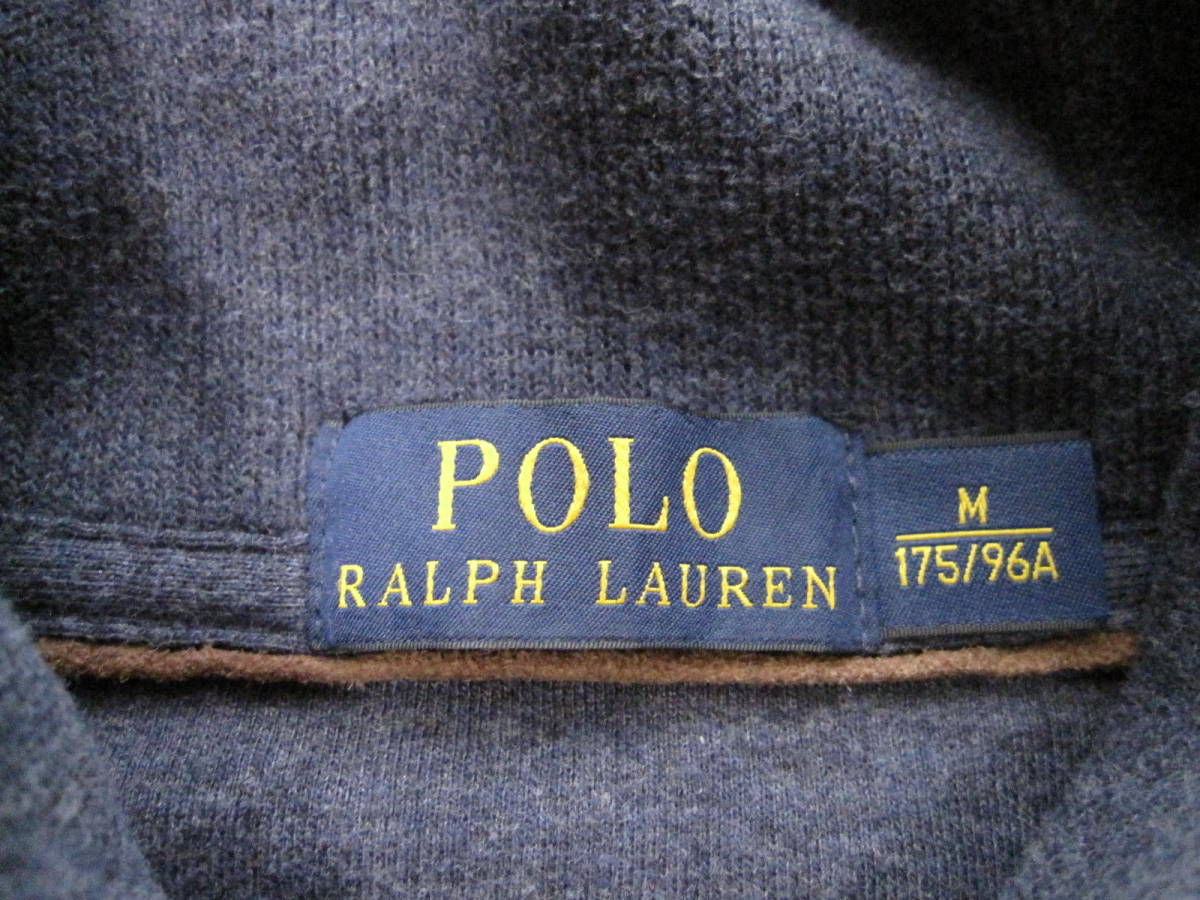 POLO
RALPH LAUREN
M
175/96A